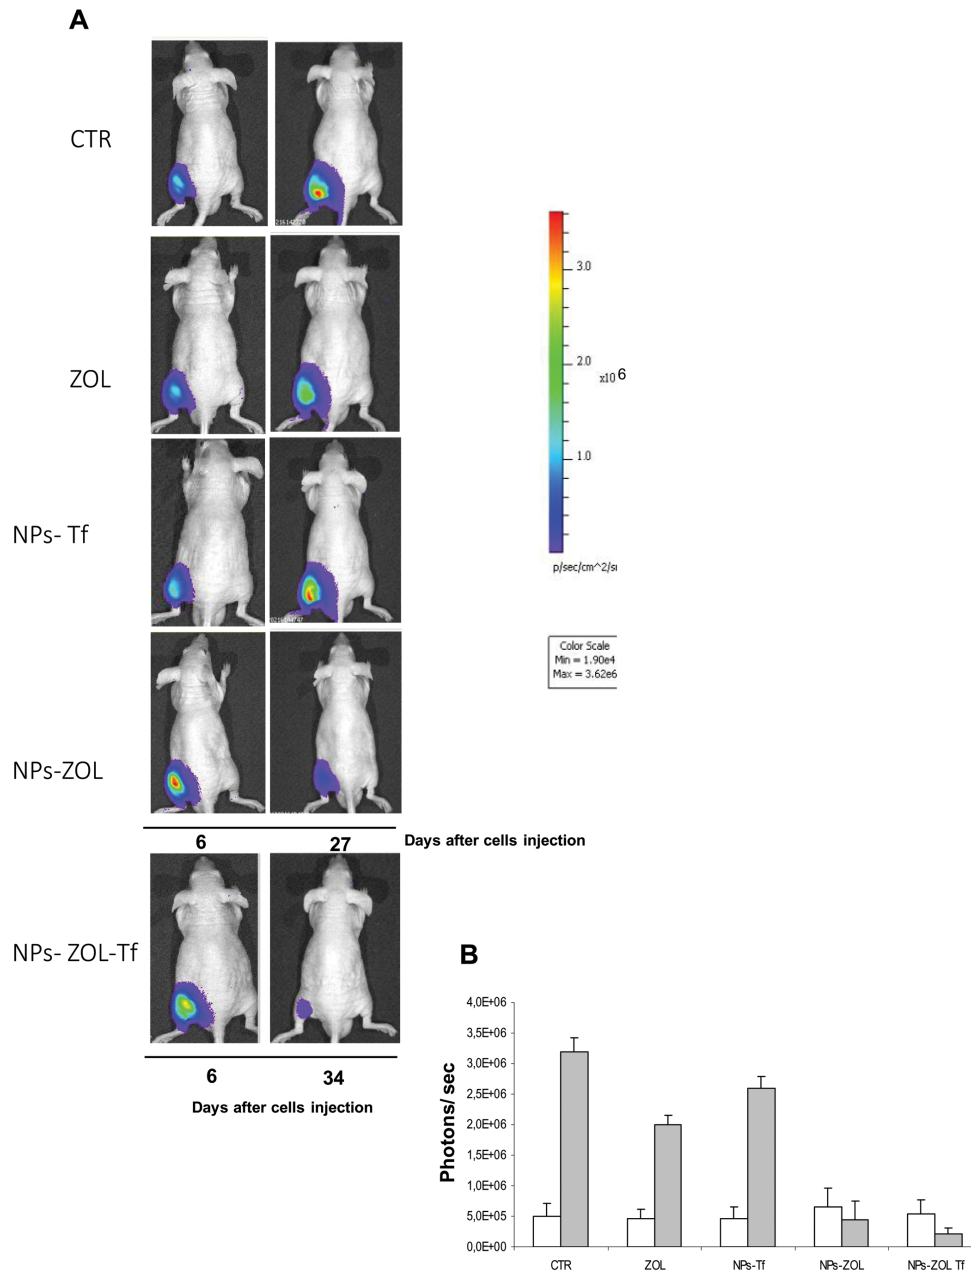 A
CTR
ZOL
NPs- Tf
NPs-ZOL
6 27 Days after cells injection
NPs- ZOL-Tf
6 34
Days after cells injection
3.0
2.0
x10 6
1.0
p/sec/cm^2/s
Color Scale
Min = 1.90e4
Max = 3.62e6
B
Photons/ sec
4,0E+06
3,5E+06
3,0E+06
2,5E+06
2,0E+06
1,5E+06
1,0E+06
5,0E+05
0,0E+00
CTR ZOL NPs-Tf NPs-ZOL NPs-ZOL Tf